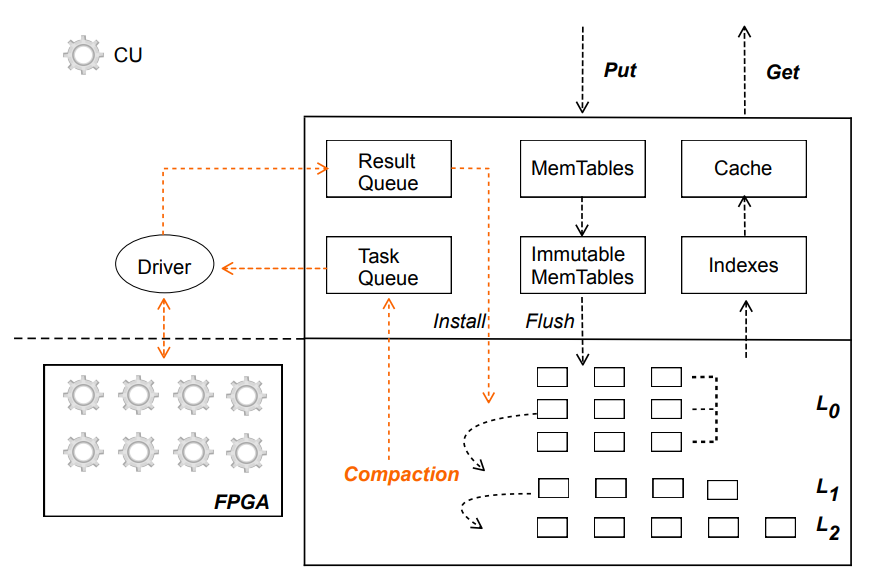 CU
Put
Get
Result
Queue
MemTables
Cache
Driver
Task
Queue
Immutable
MemTables
Indexes
Install
Flush
L0
Compaction
L1
FPGA
L2